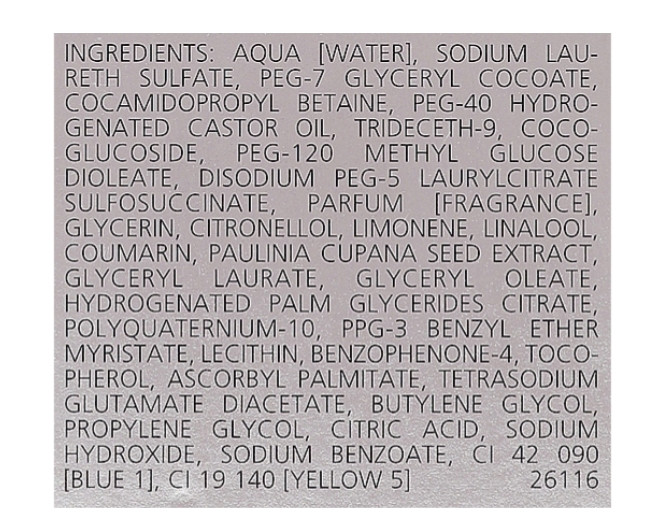 INGREDIENTS: AQUA [WATER], SODIUM LAU-
RETH SULFATE, PEG-7 GLYCERYL COCOATE,
COCAMIDOPROPYL BETAINE, PEG-40 HYDRO-
GENATED CASTOR OIL, TRIDECETH-9, COCO-
GLUCOSIDE, PEG-120 METHYL GLUCOSE
DIOLEATE, DISODIUM PEG-5 LAURYLCITRATE
SULFOSUCCINATE, PARFUM [FRAGRANCE],
GLYCERIN, CITRONELLOL, LIMONENE, LINALOOL,
COUMARIN, PAULINIA CUPANA SEED EXTRACT,
GLYCERYL LAURATE, GLYCERYL OLEATE,
HYDROGENATED PALM GLYCERIDES CITRATE,
POLYQUATERNIUM-10, PPG-3 BENZYL ETHER
MYRISTATE, LECITHIN, BENZOPHENONE-4, TOCO-
PHEROL, ASCORBYL PALMITATE, TETRASODIUM
GLUTAMATE DIACETATE, BUTYLENE GLYCOL,
PROPYLENE GLYCOL, CITRIC ACID, SODIUM
HYDROXIDE, SODIUM BENZOATE, CI 42 090
[BLUE 1], CI 19 140 [YELLOW 5] 26116